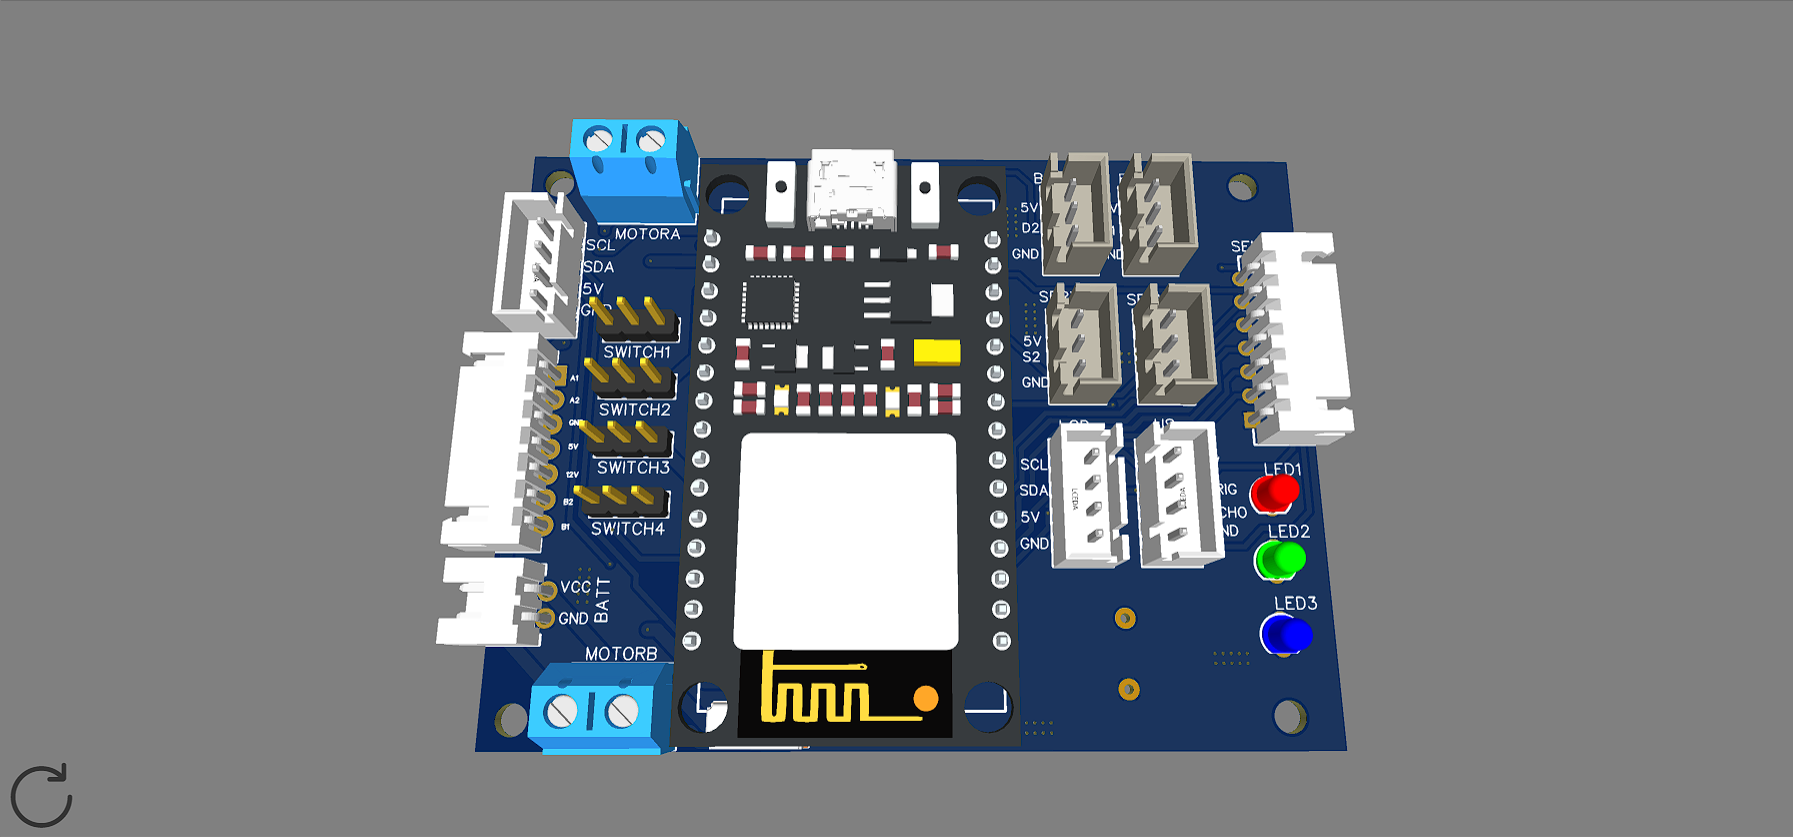 MOTORA
SCL
SDA
5V
SWITCH1
SWITCH2
SWITCH3
SWITCH4
A1
A2
5V
12V
B2
B1
VCC
GND
BATT
MOTORB
5V
D2
GND
5V
S2
GND
SCL
SDA
5V
GND
LED1
LED2
LED3